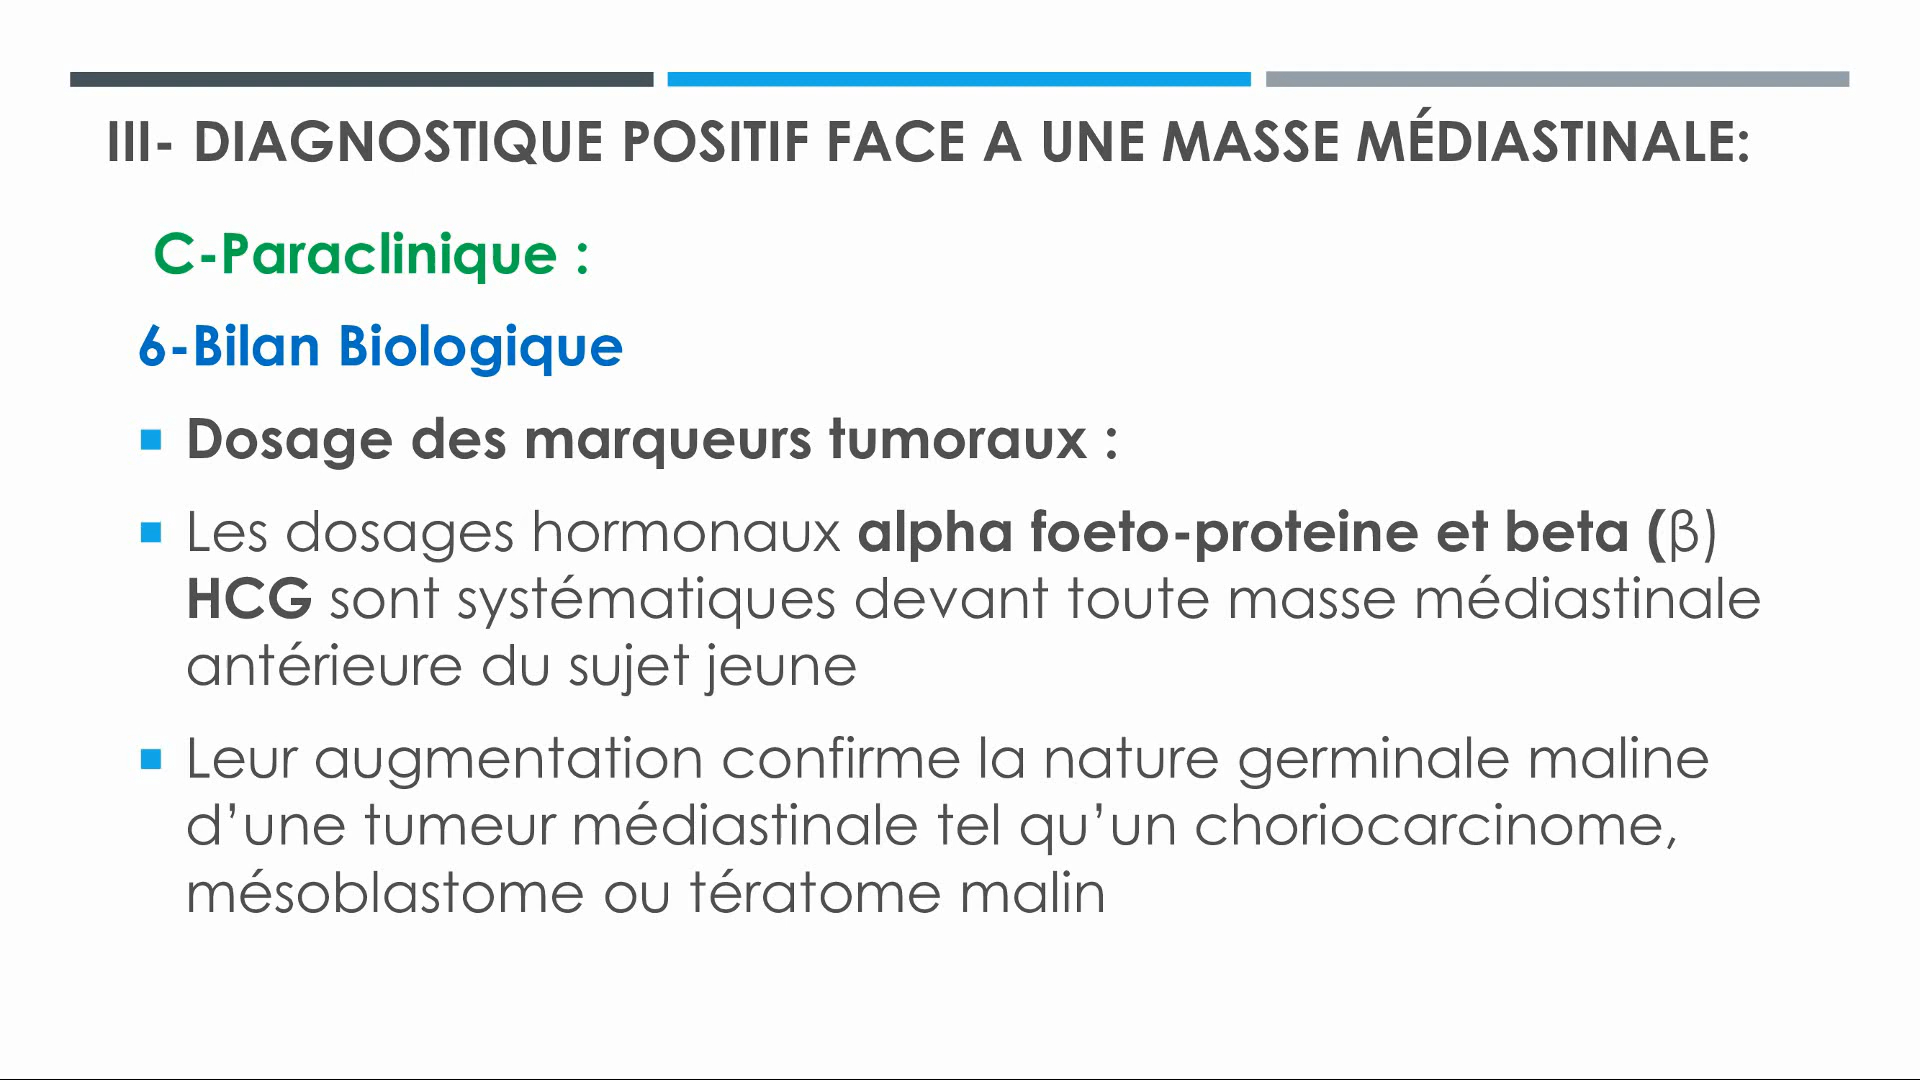 III- DIAGNOSTIQUE POSITIF FACE A UNE MASSE MÉDIASTINALE:
C-Paraclinique :
6-Bilan Biologique
Dosage des marqueurs tumoraux :
Les dosages hormonaux alpha foeto-proteine et beta (β)
HCG sont systématiques devant toute masse médiastinale
antérieure du sujet jeune
Leur augmentation confirme la nature germinale maline
d’une tumeur médiastinale tel qu’un choriocarcinome,
mésoblastome ou tératome malin